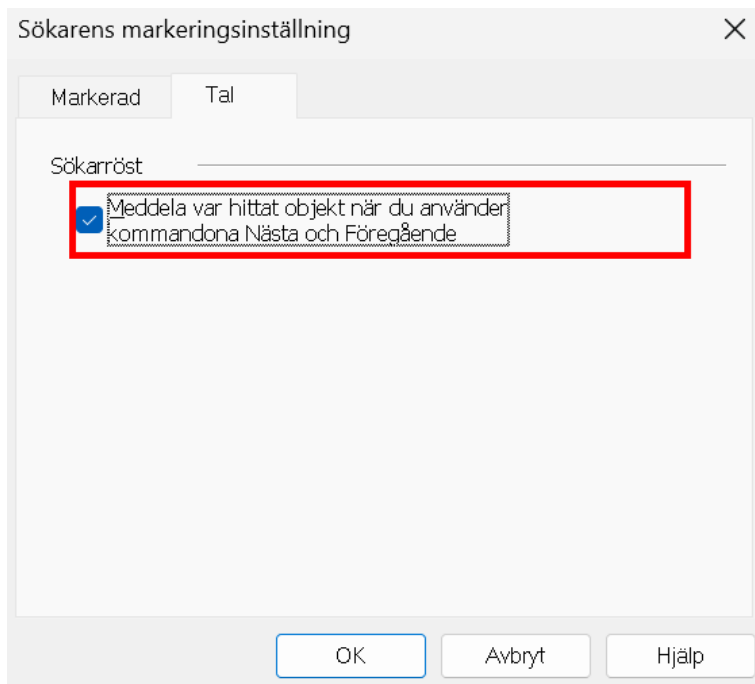 Sökarens markeringsinställning
Markerad
Tal
Sökarröst
Meddela var hittat objekt när du använder
kommandona Nästa och Föregående
OK
Avbryt
Hjälp